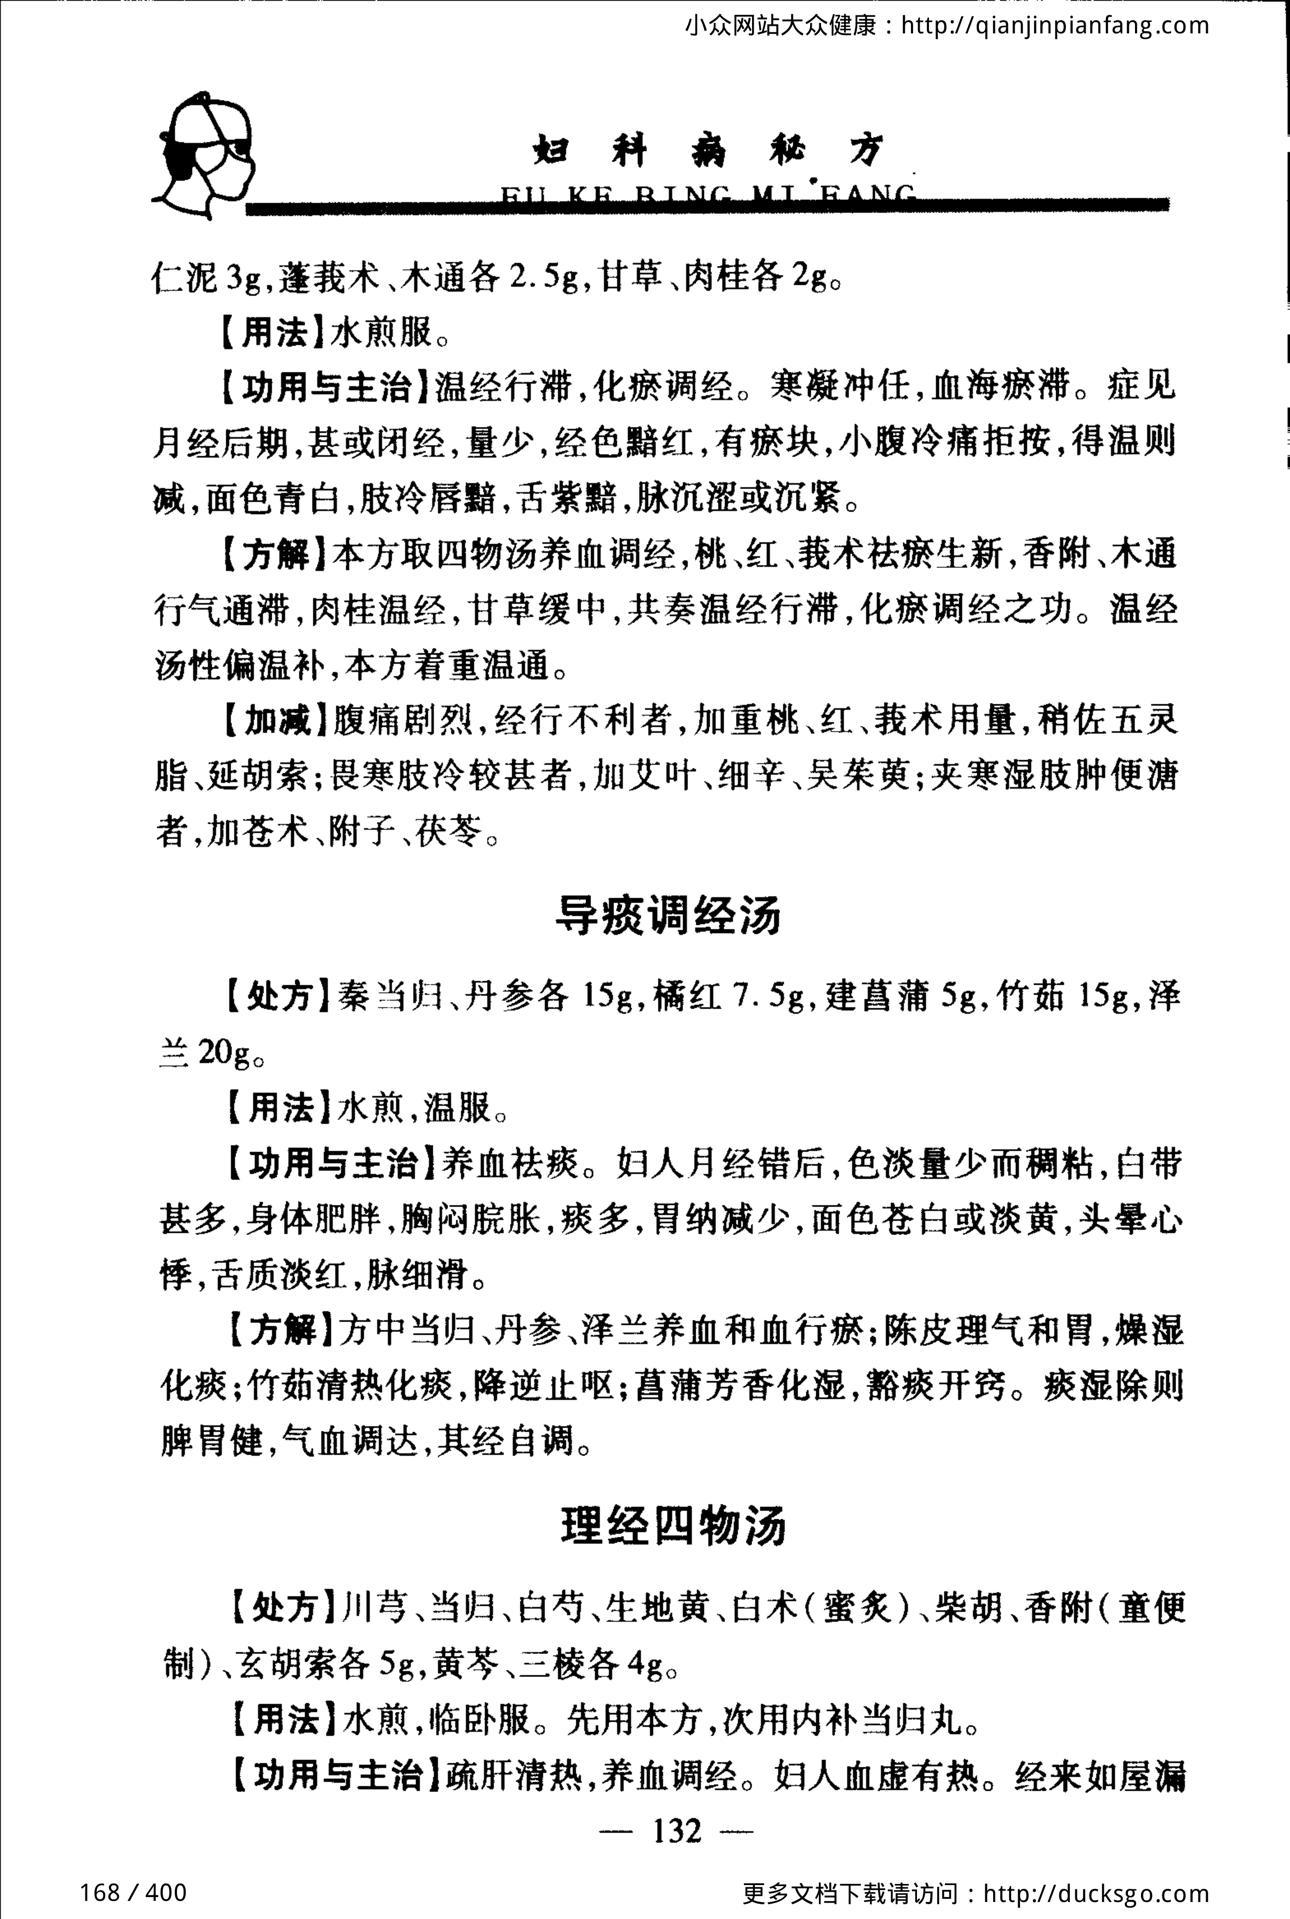 小众网站大众健康：http://qianjinpianfang.com
妇科病秘方
FU KE BING MI FANG
仁泥3g,蓬莪术、木通各2.5g,甘草、肉桂各2g。
【用法】水煎服。
【功用与主治】温经行滞,化瘀调经。寒凝冲任,血海瘀滞。症见
月经后期,甚或闭经,量少,经色黯红,有瘀块,小腹冷痛拒按,得温则
减,面色青白,肢冷唇黯,舌紫黯,脉沉涩或沉紧。
【方解】本方取四物汤养血调经,桃、红、莪术祛瘀生新,香附、木通
行气通滞,肉桂温经,甘草缓中,共奏温经行滞,化瘀调经之功。温经
汤性偏温补,本方着重温通。
【加减】腹痛剧烈,经行不利者,加重桃、红、莪术用量,稍佐五灵
脂、延胡索;畏寒肢冷较甚者,加艾叶、细辛、吴茱萸;夹寒湿肢肿便溏
者,加苍术、附子、茯苓。
导痰调经汤
【处方】秦当归、丹参各15g,橘红7.5g,建菖蒲5g,竹茹15g,泽
兰20g。
【用法】水煎,温服。
【功用与主治】养血祛痰。妇人月经错后,色淡量少而稠粘,白带
甚多,身体肥胖,胸闷脘胀,痰多,胃纳减少,面色苍白或淡黄,头晕心
悸,舌质淡红,脉细滑。
【方解】方中当归、丹参、泽兰养血和血行瘀;陈皮理气和胃,燥湿
化痰;竹茹清热化痰,降逆止呕;菖蒲芳香化湿,豁痰开窍。痰湿除则
脾胃健,气血调达,其经自调。
理经四物汤
【处方】川芎、当归、白芍、生地黄、白术(蜜炙)、柴胡、香附(童便
制)、玄胡索各5g,黄芩、三棱各4g。
【用法】水煎,临卧服。先用本方,次用内补当归丸。
【功用与主治】疏肝清热,养血调经。妇人血虚有热。经来如屋漏
— 132 —
168 / 400
更多文档下载请访问：http://ducksgo.com